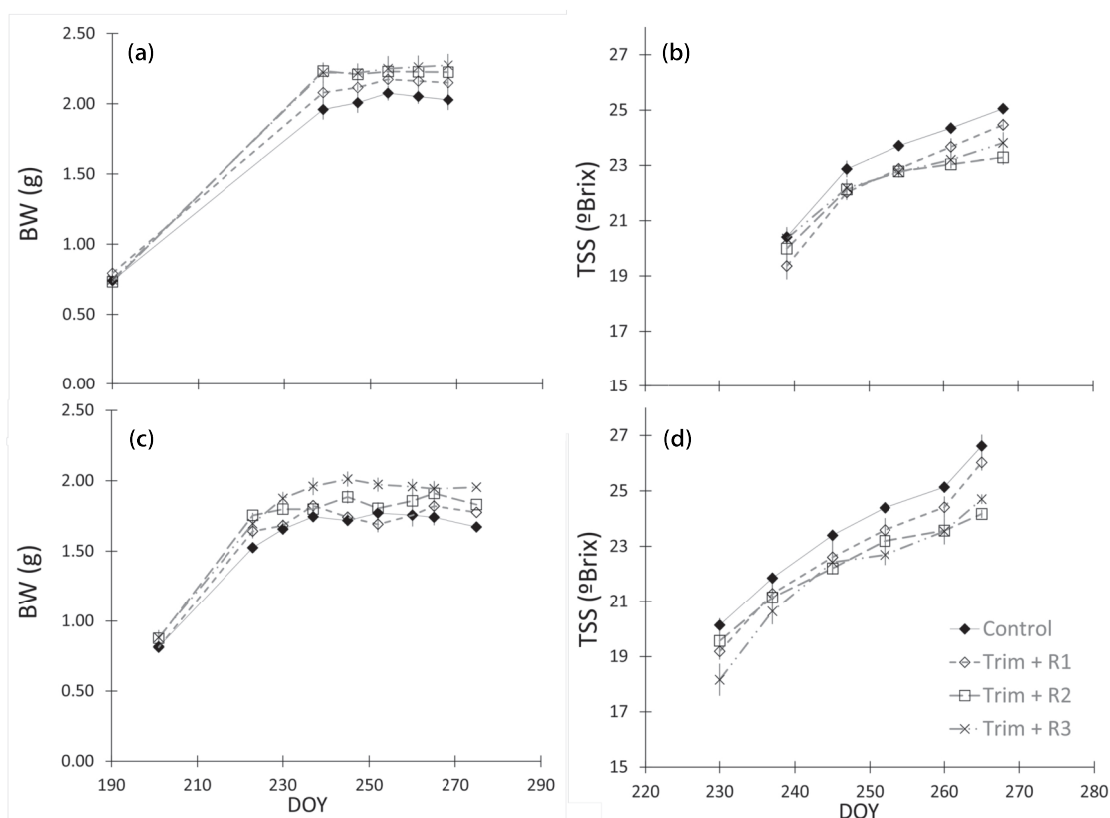 (a)
BW (g)
2.50
2.00
1.50
1.00
0.50
0.00
(b)
TSS (ºBrix)
27
25
23
21
19
17
15
(c)
BW (g)
2.50
2.00
1.50
1.00
0.50
0.00
190 210 230 250 270 290
DOY
(d)
TSS (ºBrix)
27
25
23
21
19
17
15
220 230 240 250 260 270 280
DOY
Control
Trim + R1
Trim + R2
Trim + R3